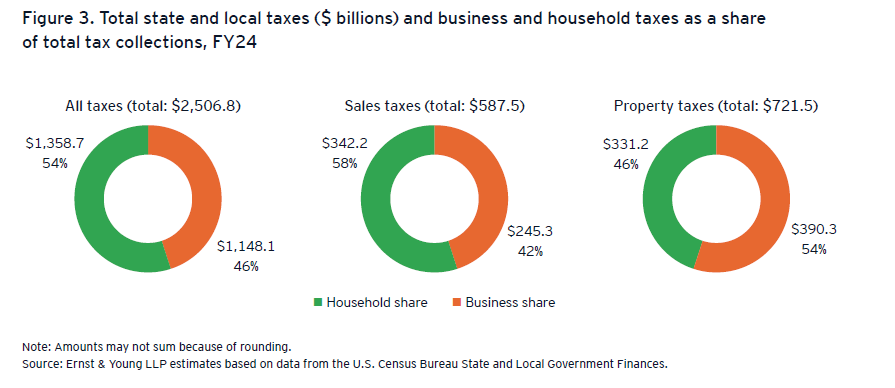 Figure 3. Total state and local taxes ($ billions) and business and household taxes as a share
of total tax collections, FY24
All taxes (total: $2,506.8)
$1,358.7
54%
$1,148.1
46%
Sales taxes (total: $587.5)
$342.2
58%
$245.3
42%
Property taxes (total: $721.5)
$331.2
46%
$390.3
54%
Household share
Business share
Note: Amounts may not sum because of rounding.
Source: Ernst & Young LLP estimates based on data from the U.S. Census Bureau State and Local Government Finances.